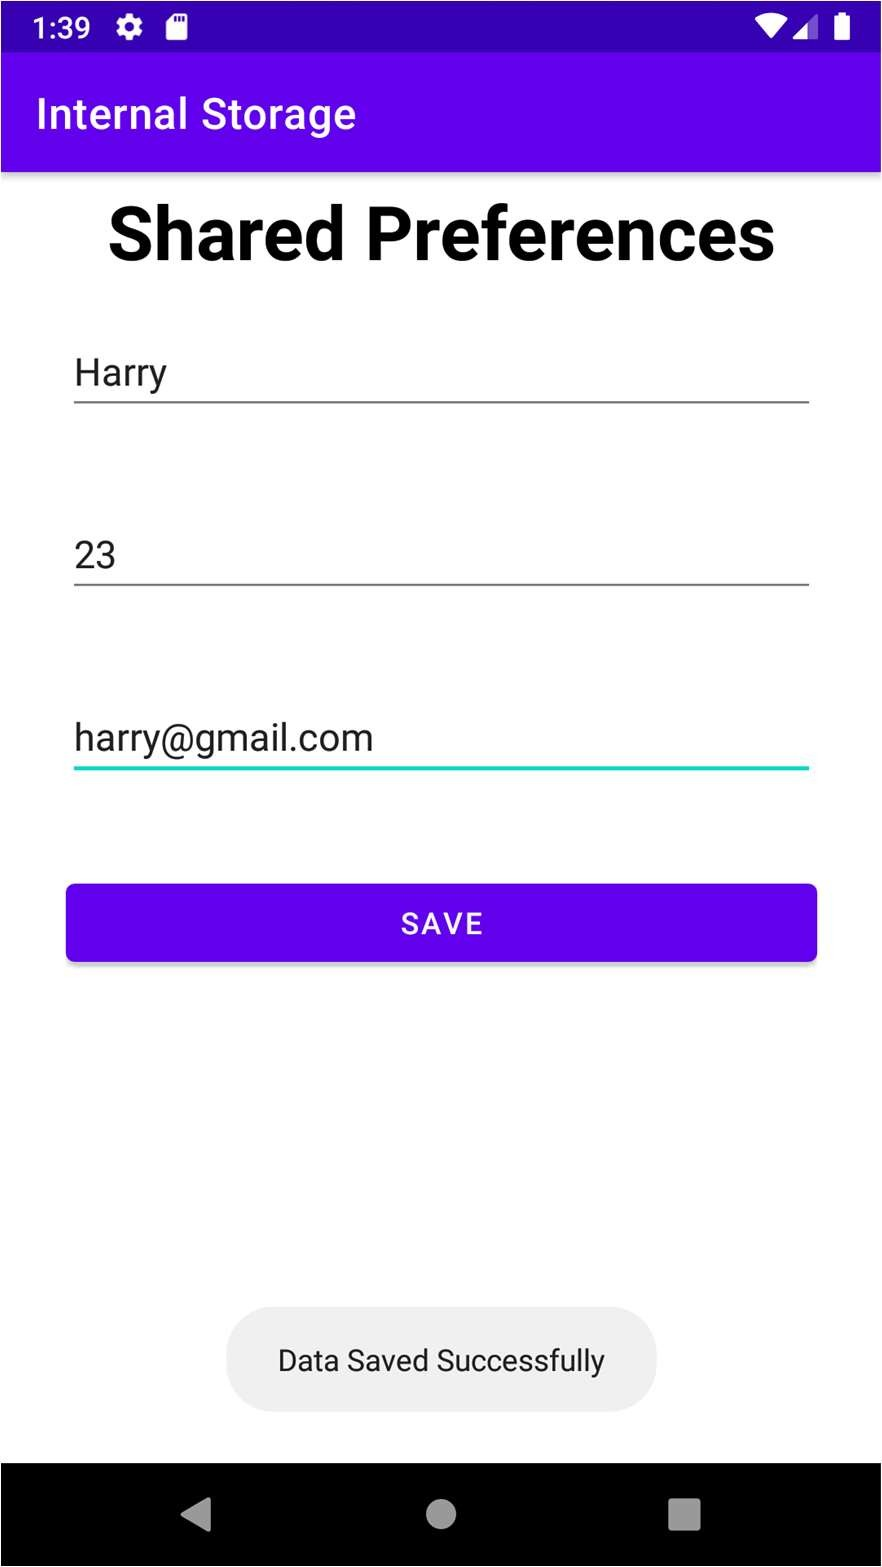 1:39
Internal Storage
Shared Preferences
Harry
23
harry@gmail.com
SAVE
Data Saved Successfully